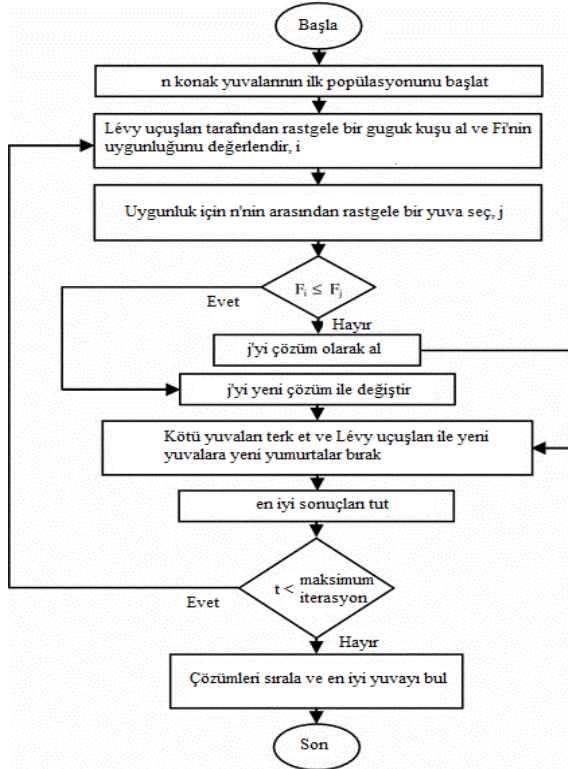 Başla
n konak yuvalarının ilk popülasyonunu başlat
Lévy uçuşları tarafından rastgele bir guguk kuşu al ve Fi'nin
uygunluğunu değerlendir, i
Uygunluk için n'nin arasından rastgele bir yuva seç, j
F_i ≤ F_j
Evet
Hayır
j'yi çözüm olarak al
j'yi yeni çözüm ile değiştir
Kötü yuvaları terk et ve Lévy uçuşları ile yeni
yuvalara yeni yumurtalar bırak
en iyi sonuçları tut
t < maksimum
iterasyon
Evet
Hayır
Çözümleri sırala ve en iyi yuvayı bul
Son